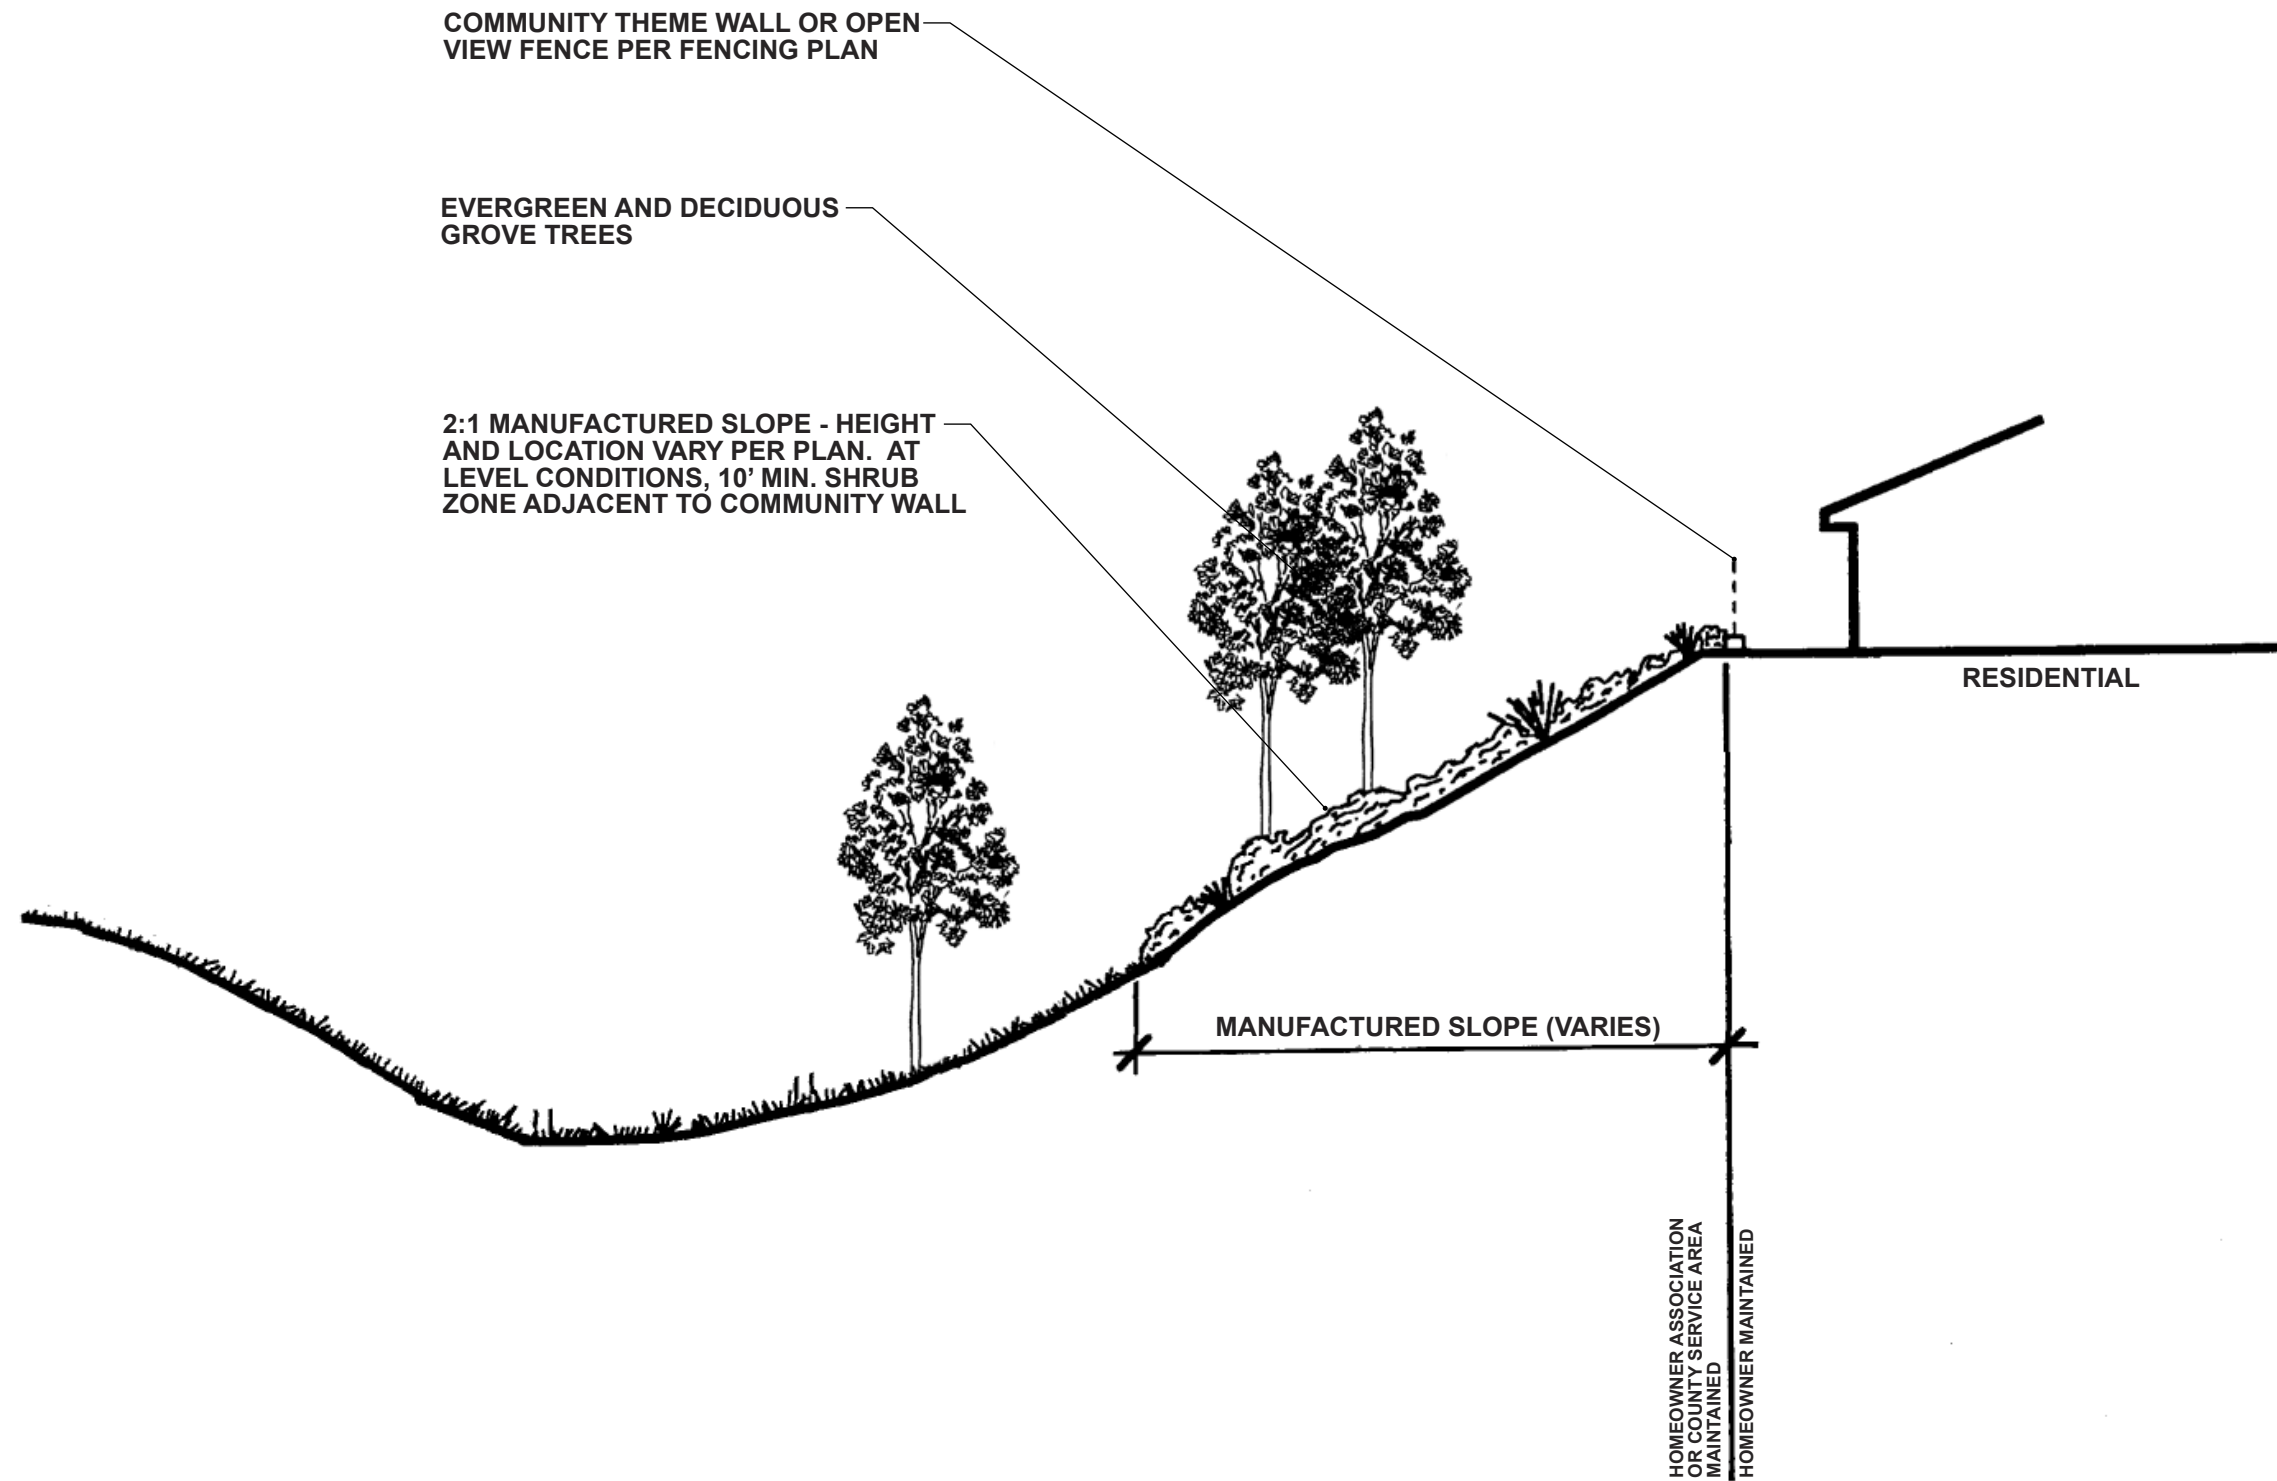 COMMUNITY THEME WALL OR OPEN
VIEW FENCE PER FENCING PLAN
EVERGREEN AND DECIDUOUS
GROVE TREES
2:1 MANUFACTURED SLOPE - HEIGHT
AND LOCATION VARY PER PLAN.  AT
LEVEL CONDITIONS, 10’ MIN. SHRUB
ZONE ADJACENT TO COMMUNITY WALL
RESIDENTIAL
MANUFACTURED SLOPE (VARIES)
HOMEOWNER ASSOCIATION
OR COUNTY SERVICE AREA
MAINTAINED
HOMEOWNER MAINTAINED